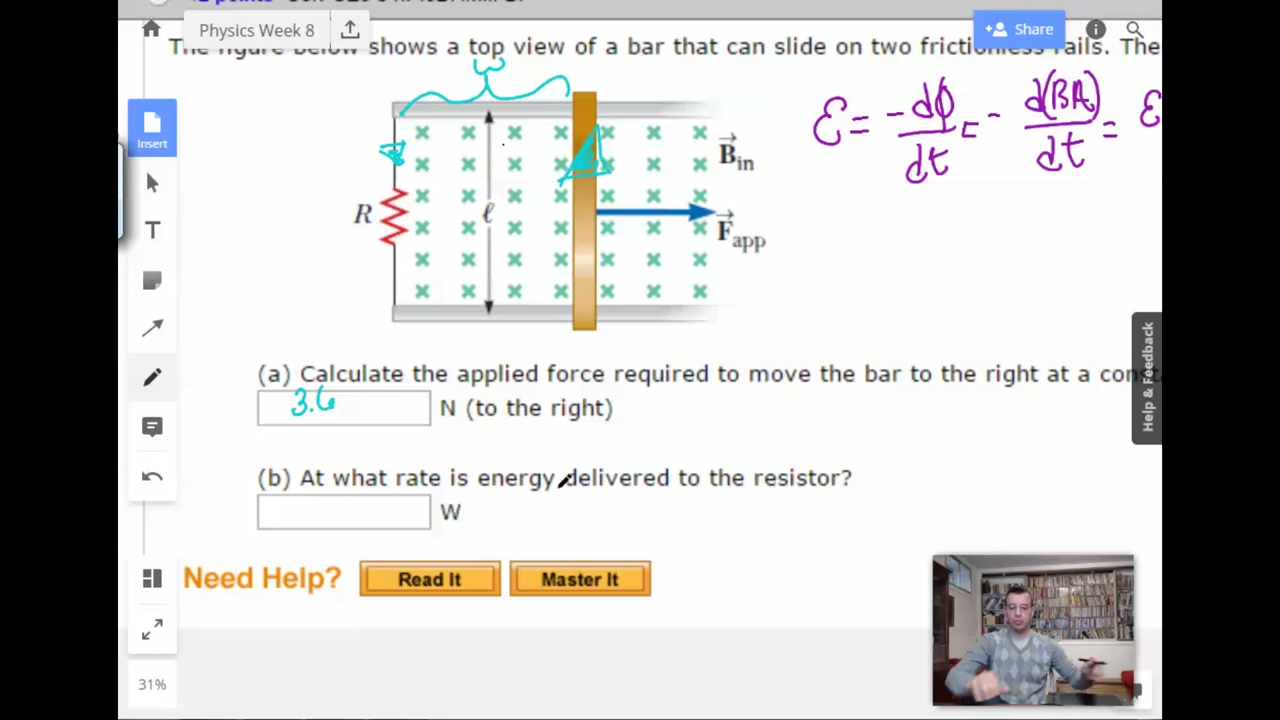 Physics Week 8
Share
The figure below shows a top view of a bar that can slide on two frictionless rails. The
w
ℰ = -dϕ/dt = - d(BA)/dt = ℰ
Insert
B in
R
ℓ
F app
T
(a) Calculate the applied force required to move the bar to the right at a const
3.6 N (to the right)
(b) At what rate is energy delivered to the resistor?
W
Need Help? Read It Master It
31%
Help & Feedback